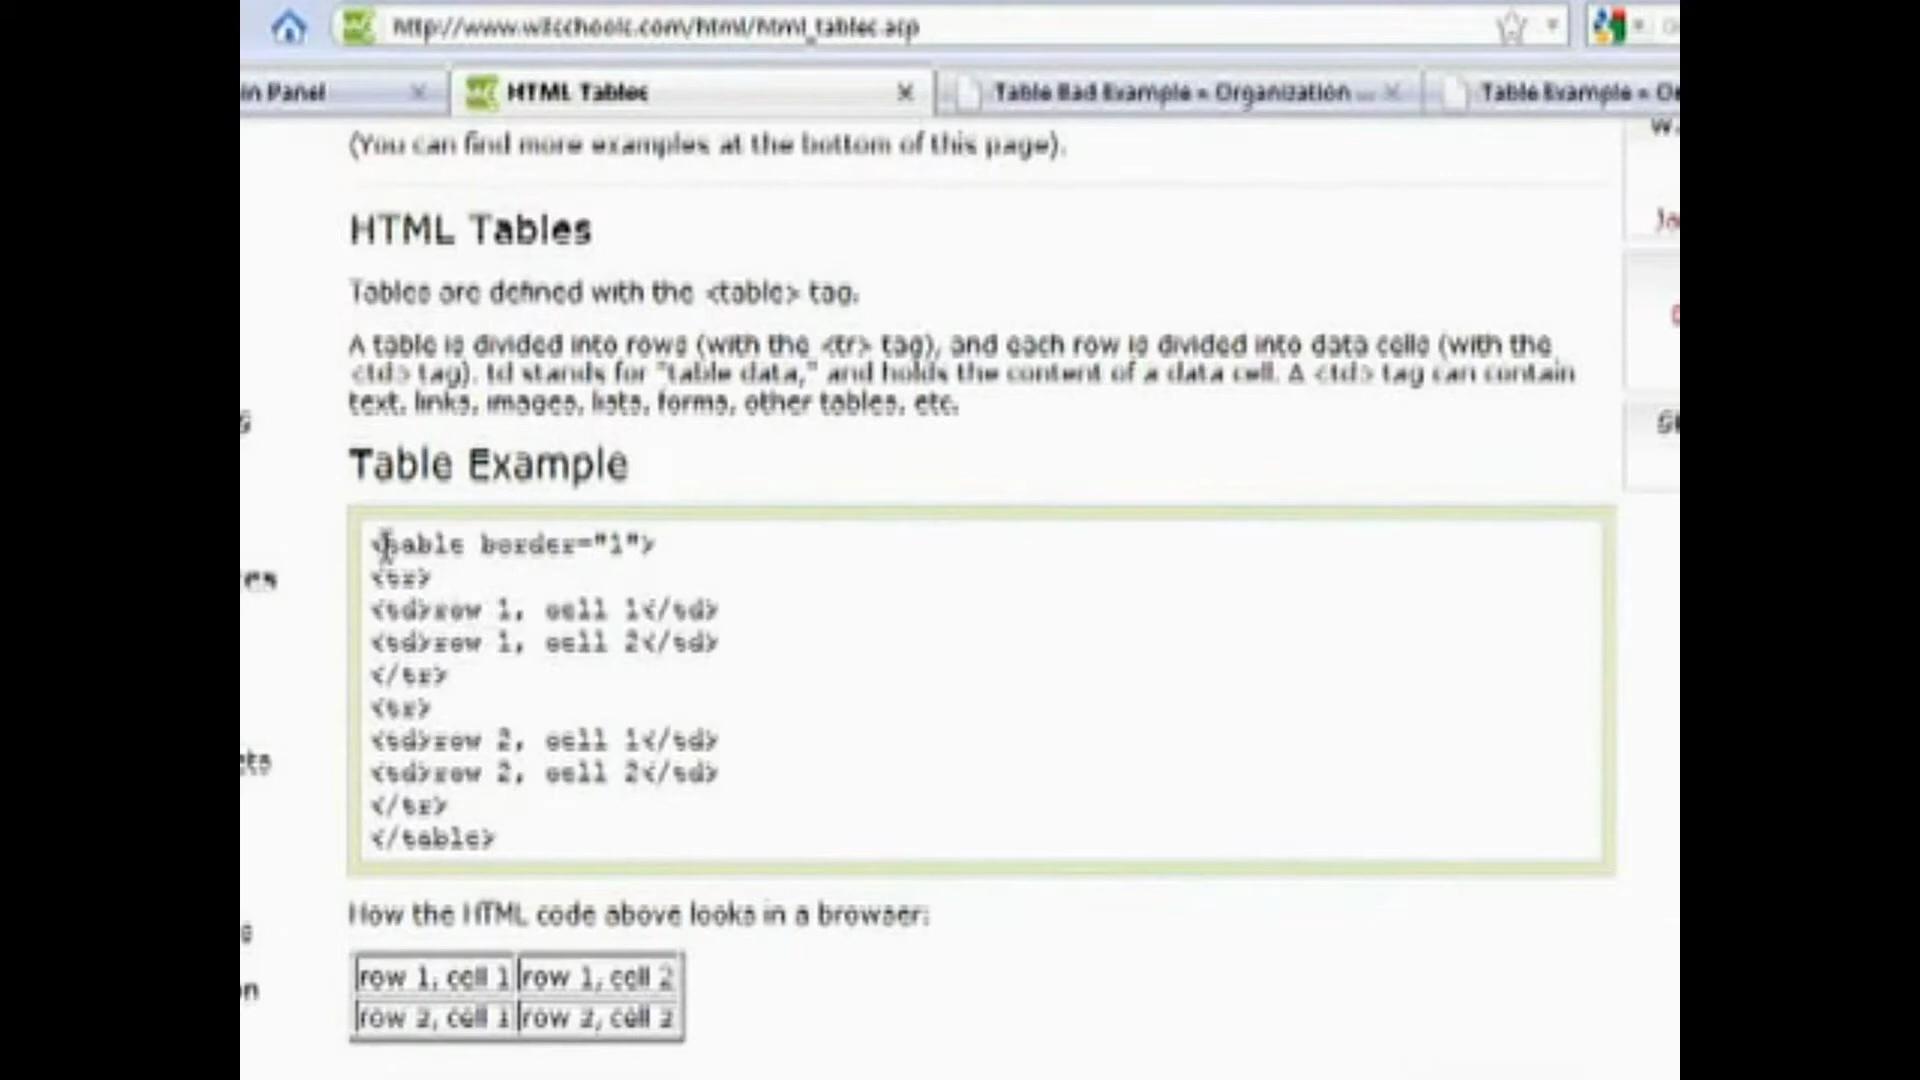 http://www.w3schools.com/html/html_tables.asp
in Panel
HTML Tables
Table Bad Example « Organization ...
Table Example « Or
(You can find more examples at the bottom of this page).
HTML Tables
Tables are defined with the <table> tag.
A table is divided into rows (with the <tr> tag), and each row is divided into data cells (with the
<td> tag). td stands for "table data," and holds the content of a data cell. A <td> tag can contain
text, links, images, lists, forms, other tables, etc.
Table Example
<table border="1">
<tr>
<td>row 1, cell 1</td>
<td>row 1, cell 2</td>
</tr>
<tr>
<td>row 2, cell 1</td>
<td>row 2, cell 2</td>
</tr>
</table>
How the HTML code above looks in a browser:
row 1, cell 1 row 1, cell 2
row 2, cell 1 row 2, cell 2